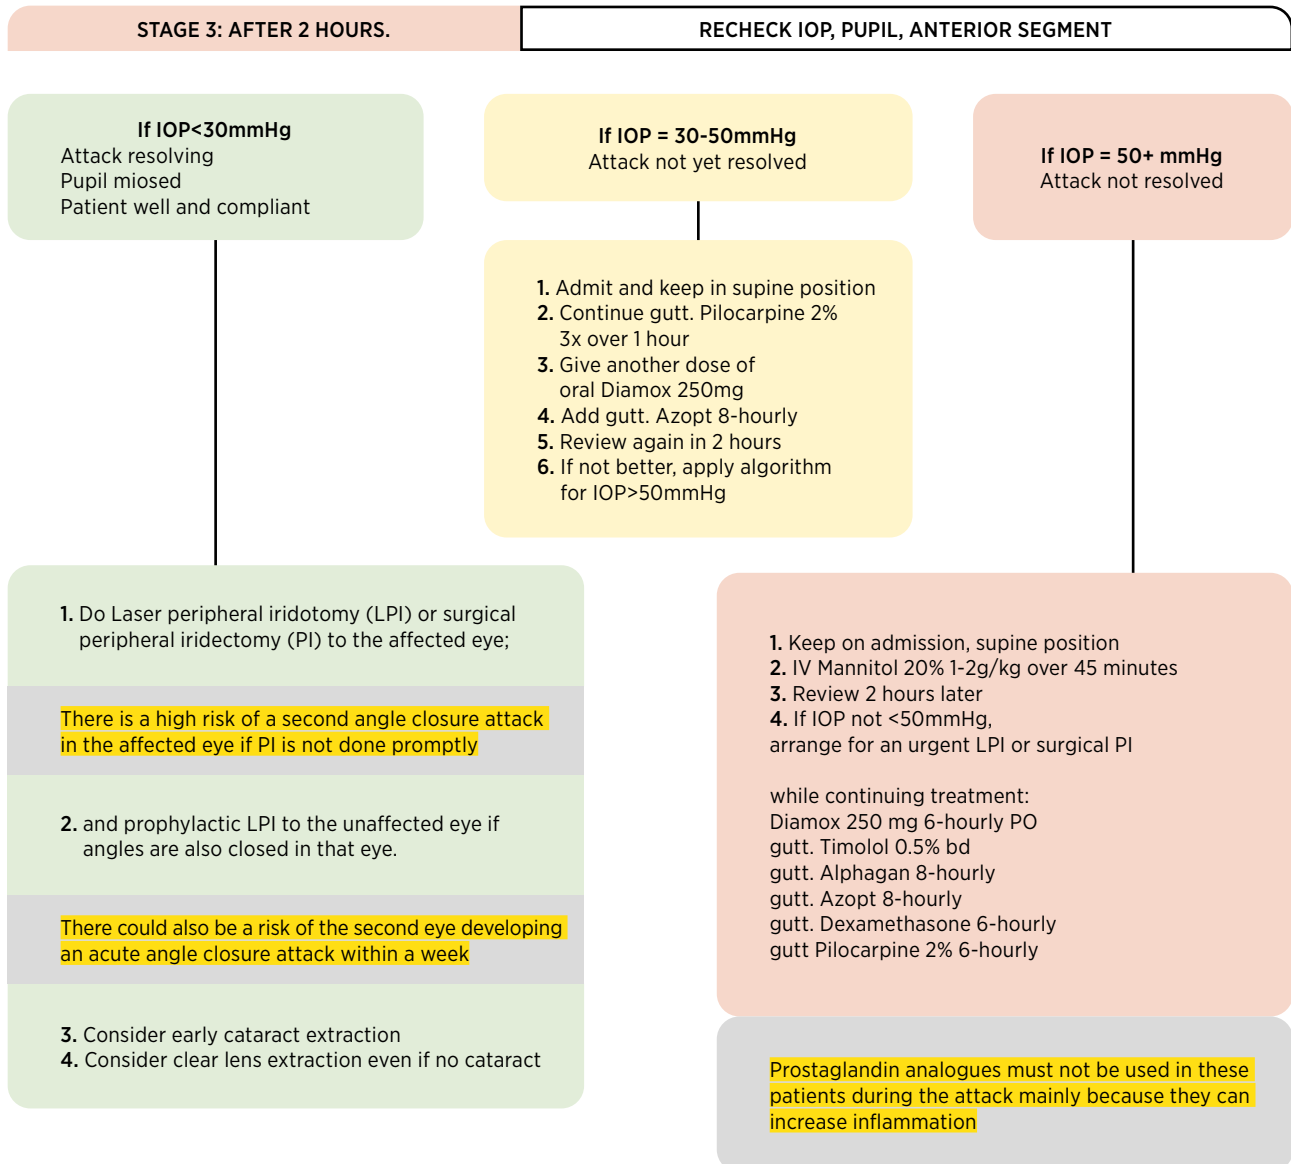 STAGE 3: AFTER 2 HOURS.
RECHECK IOP, PUPIL, ANTERIOR SEGMENT
If IOP<30mmHg
Attack resolving
Pupil miosed
Patient well and compliant
If IOP = 30-50mmHg
Attack not yet resolved
If IOP = 50+ mmHg
Attack not resolved
1. Admit and keep in supine position
2. Continue gutt. Pilocarpine 2%
3x over 1 hour
3. Give another dose of
oral Diamox 250mg
4. Add gutt. Azopt 8-hourly
5. Review again in 2 hours
6. If not better, apply algorithm
for IOP>50mmHg
1. Do Laser peripheral iridotomy (LPI) or surgical
peripheral iridectomy (PI) to the affected eye;
There is a high risk of a second angle closure attack
in the affected eye if PI is not done promptly
2. and prophylactic LPI to the unaffected eye if
angles are also closed in that eye.
There could also be a risk of the second eye developing
an acute angle closure attack within a week
3. Consider early cataract extraction
4. Consider clear lens extraction even if no cataract
1. Keep on admission, supine position
2. IV Mannitol 20% 1-2g/kg over 45 minutes
3. Review 2 hours later
4. If IOP not <50mmHg,
arrange for an urgent LPI or surgical PI
while continuing treatment:
Diamox 250 mg 6-hourly PO
gutt. Timolol 0.5% bd
gutt. Alphagan 8-hourly
gutt. Azopt 8-hourly
gutt. Dexamethasone 6-hourly
gutt Pilocarpine 2% 6-hourly
Prostaglandin analogues must not be used in these
patients during the attack mainly because they can
increase inflammation